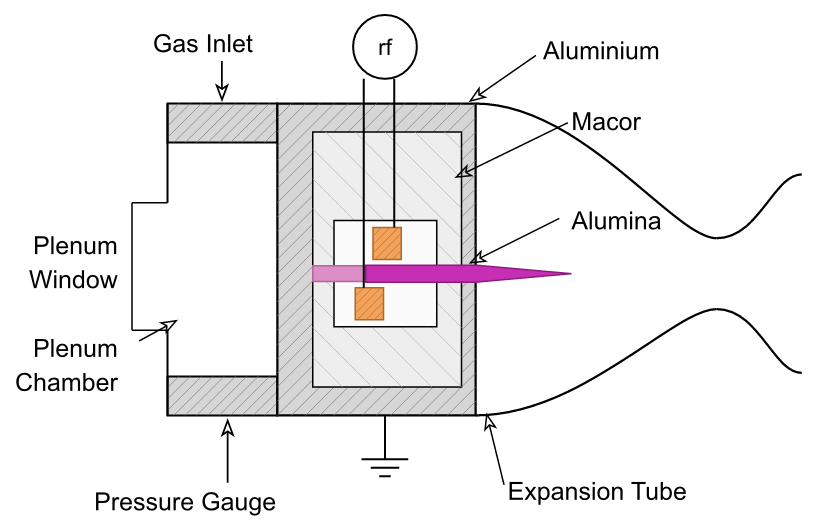 Gas Inlet
rf
Aluminium
Macor
Alumina
Plenum
Window
Plenum
Chamber
Pressure Gauge
Expansion Tube